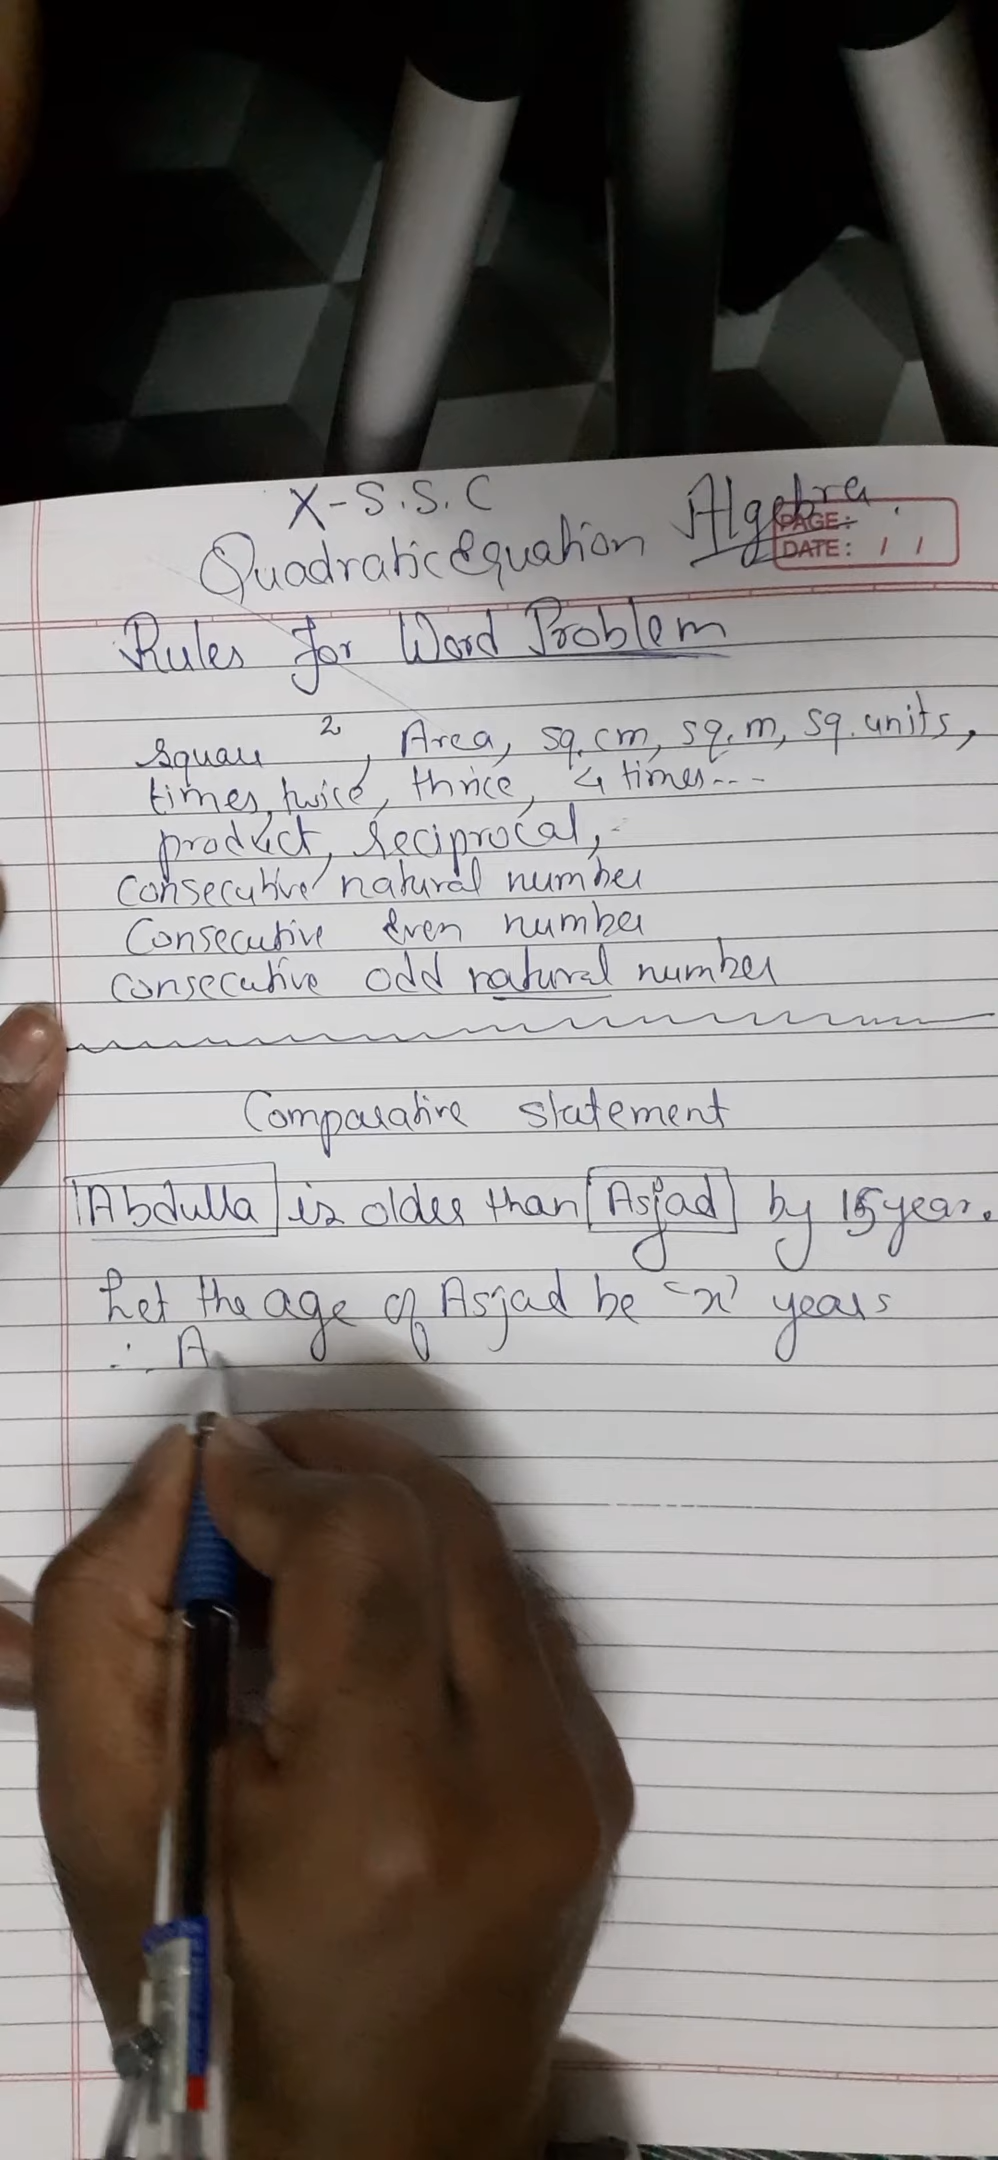 X-S.S.C
Quadratic Equation Algebra
PAGE:
DATE: / /
Rules for Word Problem
square ², Area, sq.cm, sq.m, sq.units,
times, twice, thrice, 4 times---
product, reciprocal,
consecutive natural number
Consecutive Even number
consecutive odd natural number
Comparative statement
Abdulla is older than Asjad by 15 year.
Let the age of Asjad be 'x' years
∴ A